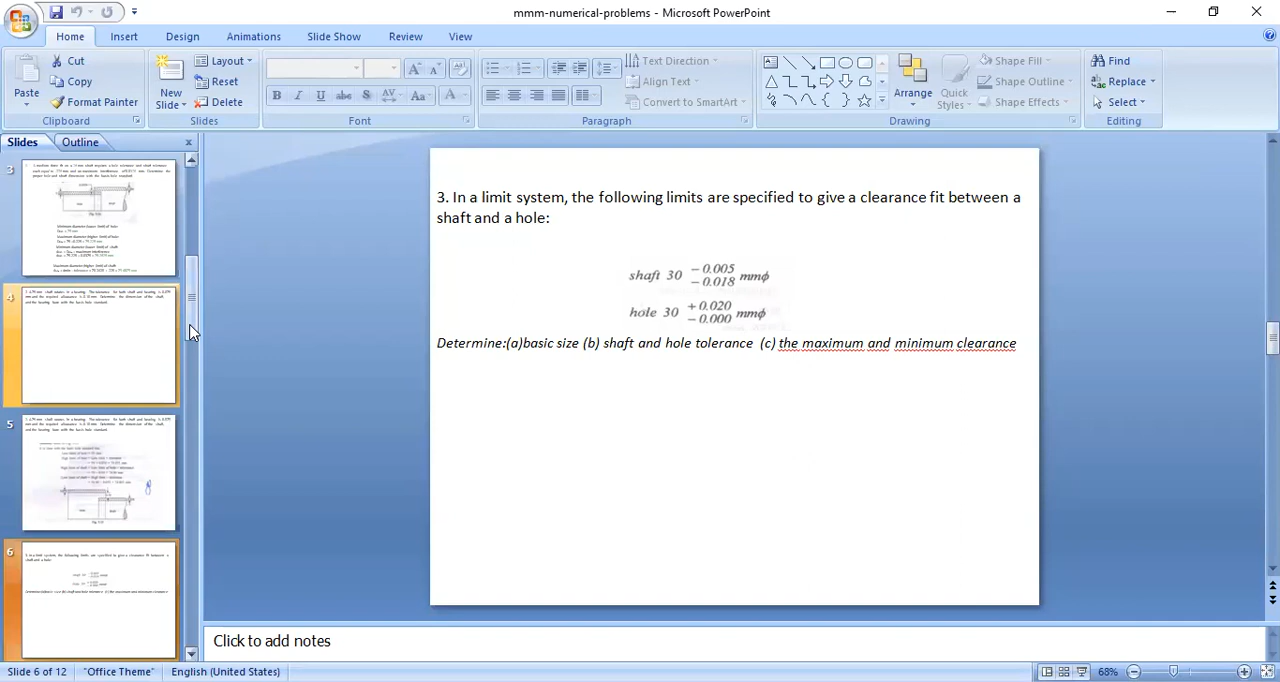 mmm-numerical-problems - Microsoft PowerPoint
Home Insert Design Animations Slide Show Review View
Cut
Copy
Format Painter
Paste
Clipboard
New Slide
Layout
Reset
Delete
Slides
B I U abc S AV Aa A
Font
Text Direction
Align Text
Convert to SmartArt
Paragraph
Arrange
Quick Styles
Shape Fill
Shape Outline
Shape Effects
Drawing
Find
Replace
Select
Editing
Slides Outline
3
4
5
6
3. In a limit system, the following limits are specified to give a clearance fit between a
shaft and a hole:
shaft 30 − 0.005 − 0.018 mmϕ
hole 30 + 0.020 − 0.000 mmϕ
Determine:(a)basic size (b) shaft and hole tolerance (c) the maximum and minimum clearance
Click to add notes
Slide 6 of 12 "Office Theme" English (United States) 68%